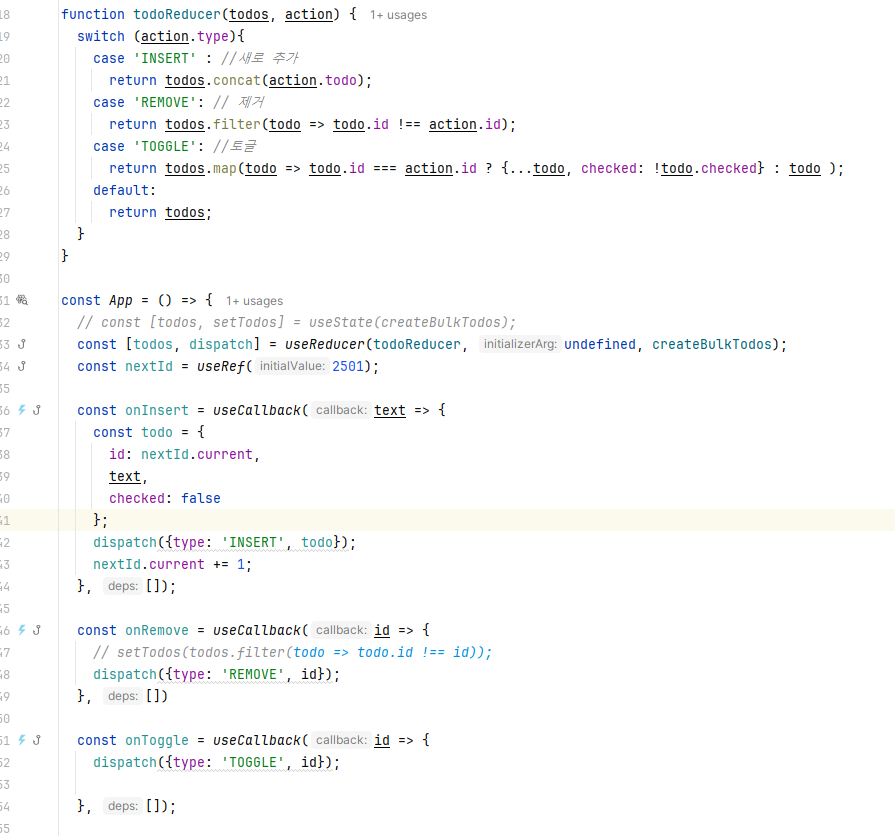 18 function todoReducer(todos, action) { 1+ usages
19 switch (action.type){
20 case 'INSERT' : //새로 추가
21 return todos.concat(action.todo);
22 case 'REMOVE': // 제거
23 return todos.filter(todo => todo.id !== action.id);
24 case 'TOGGLE': //토글
25 return todos.map(todo => todo.id === action.id ? {...todo, checked: !todo.checked} : todo );
26 default:
27 return todos;
28 }
29 }
30
31 const App = () => { 1+ usages
32 // const [todos, setTodos] = useState(createBulkTodos);
33 const [todos, dispatch] = useReducer(todoReducer, initializerArg: undefined, createBulkTodos);
34 const nextId = useRef( initialValue: 2501);
35
36 const onInsert = useCallback( callback: text => {
37 const todo = {
38 id: nextId.current,
39 text,
40 checked: false
41 };
42 dispatch({type: 'INSERT', todo});
43 nextId.current += 1;
44 }, deps: []);
45
46 const onRemove = useCallback( callback: id => {
47 // setTodos(todos.filter(todo => todo.id !== id));
48 dispatch({type: 'REMOVE', id});
49 }, deps: [])
50
51 const onToggle = useCallback( callback: id => {
52 dispatch({type: 'TOGGLE', id});
53
54 }, deps: []);
55